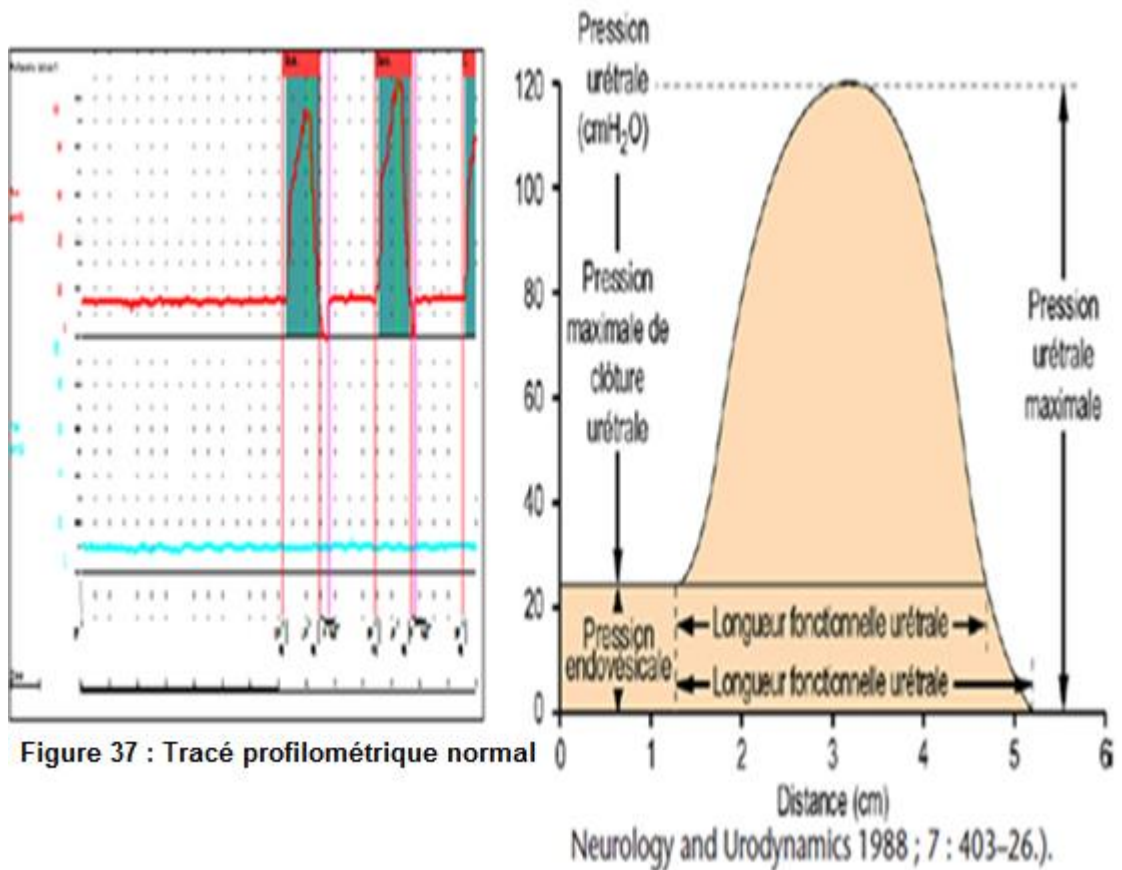 Pression
urétrale
(cmH₂O)
120
100
80
60
40
20
0
Pression
maximale de
clôture
urétrale
Pression
urétrale
maximale
Pression
endovésicale
Longueur fonctionnelle urétrale
Longueur fonctionnelle urétrale
0 1 2 3 4 5 6
Distance (cm)
Figure 37 : Tracé profilométrique normal
Neurology and Urodynamics 1988 ; 7 : 403–26.).